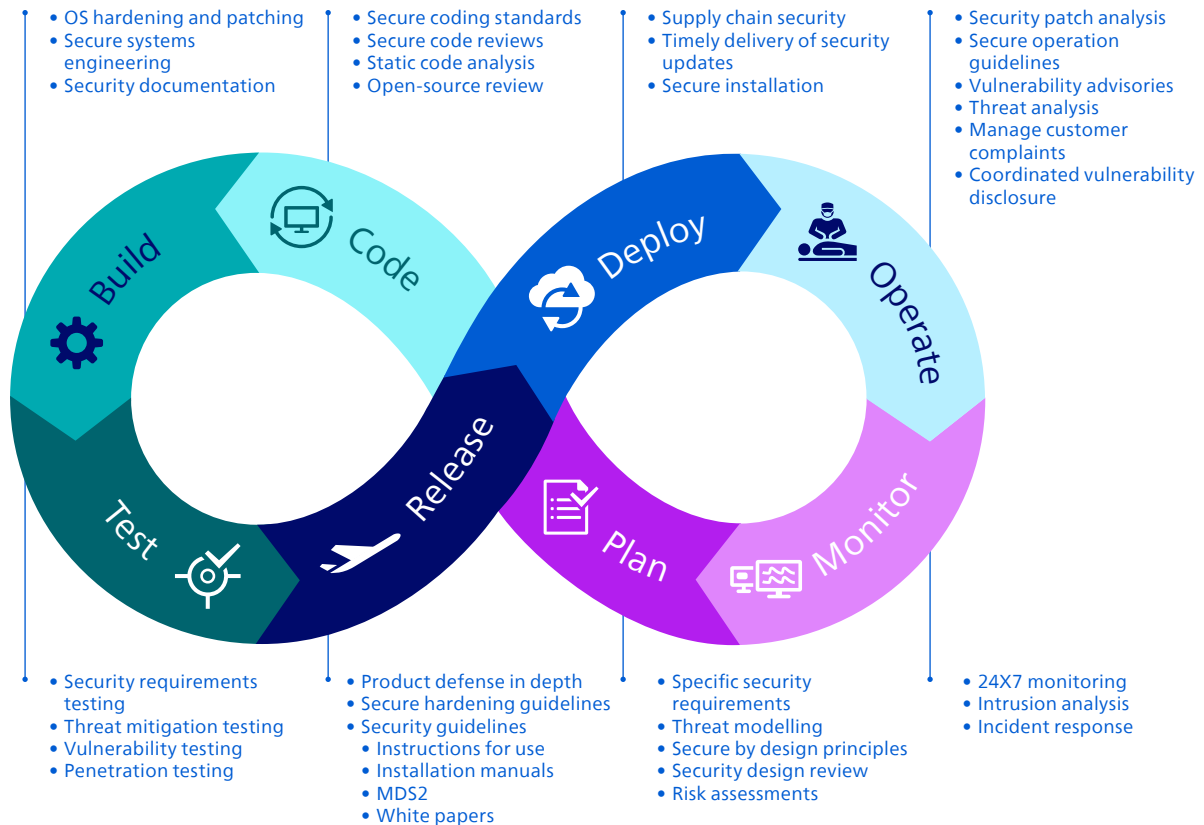 • OS hardening and patching
• Secure systems
engineering
• Security documentation
• Secure coding standards
• Secure code reviews
• Static code analysis
• Open-source review
• Supply chain security
• Timely delivery of security
updates
• Secure installation
• Security patch analysis
• Secure operation
guidelines
• Vulnerability advisories
• Threat analysis
• Manage customer
complaints
• Coordinated vulnerability
disclosure
Build
Code
Deploy
Operate
Test
Release
Plan
Monitor
• Security requirements
testing
• Threat mitigation testing
• Vulnerability testing
• Penetration testing
• Product defense in depth
• Secure hardening guidelines
• Security guidelines
• Instructions for use
• Installation manuals
• MDS2
• White papers
• Specific security
requirements
• Threat modelling
• Secure by design principles
• Security design review
• Risk assessments
• 24X7 monitoring
• Intrusion analysis
• Incident response